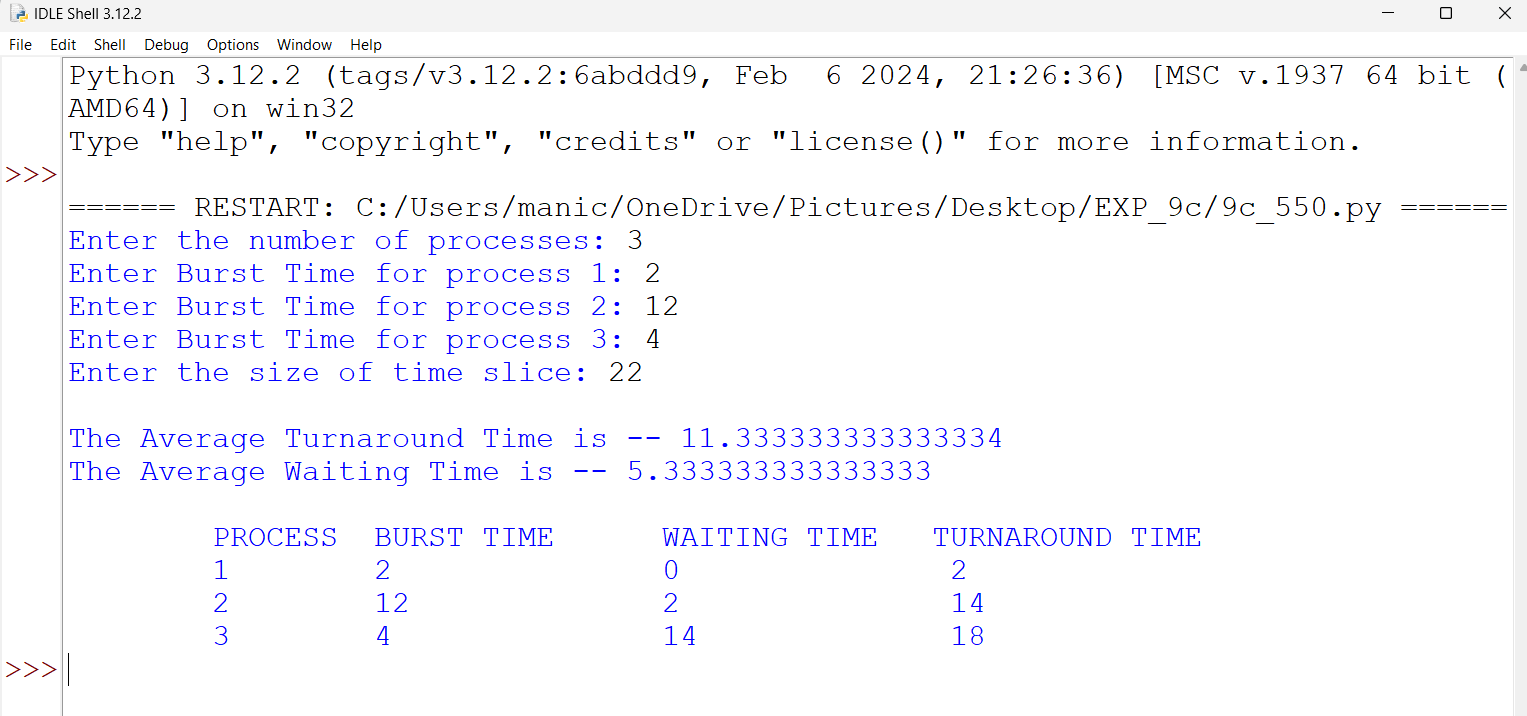 IDLE Shell 3.12.2
File Edit Shell Debug Options Window Help
Python 3.12.2 (tags/v3.12.2:6abddd9, Feb  6 2024, 21:26:36) [MSC v.1937 64 bit (
AMD64)] on win32
Type "help", "copyright", "credits" or "license()" for more information.
>>>
====== RESTART: C:/Users/manic/OneDrive/Pictures/Desktop/EXP_9c/9c_550.py ======
Enter the number of processes: 3
Enter Burst Time for process 1: 2
Enter Burst Time for process 2: 12
Enter Burst Time for process 3: 4
Enter the size of time slice: 22
The Average Turnaround Time is -- 11.333333333333334
The Average Waiting Time is -- 5.333333333333333
PROCESS BURST TIME WAITING TIME TURNAROUND TIME
1 2 0 2
2 12 2 14
3 4 14 18
>>>